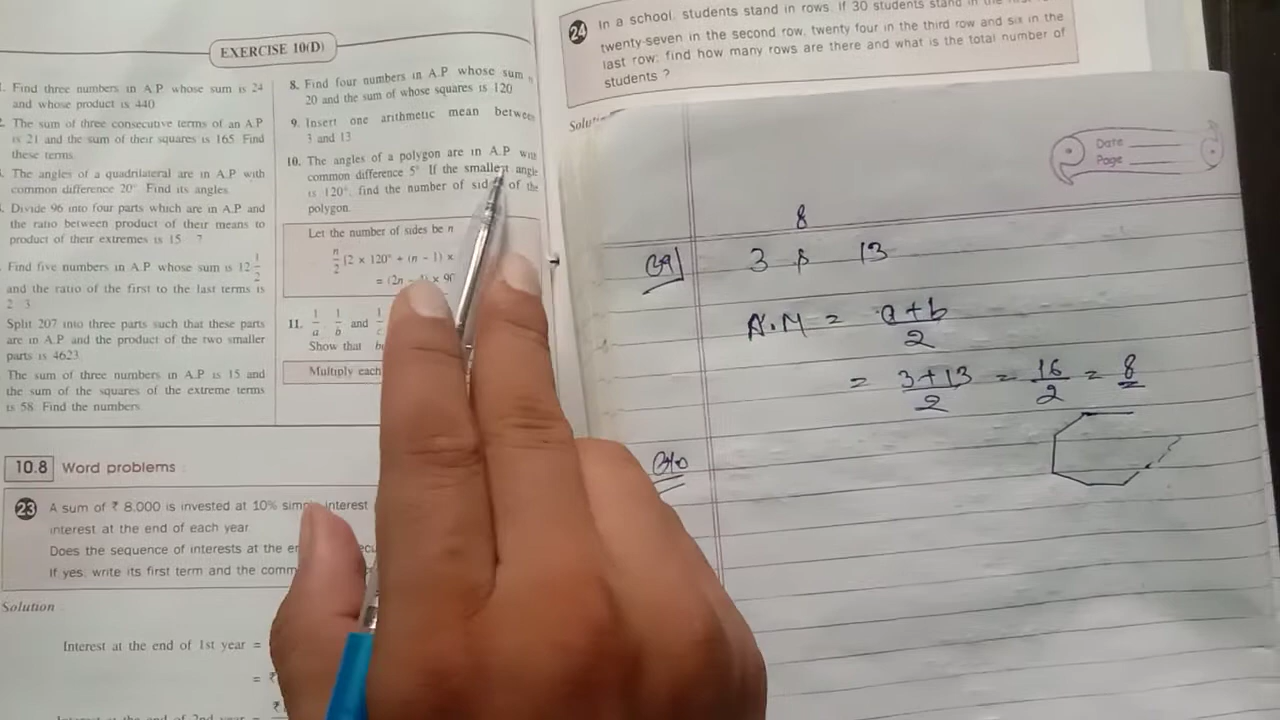 EXERCISE 10(D)
Find three numbers in A.P. whose sum is 24
and whose product is 440
The sum of three consecutive terms of an A.P
is 21 and the sum of their squares is 165. Find
these terms.
The angles of a quadrilateral are in A.P with
common difference 20° Find its angles
Divide 96 into four parts which are in A.P and
the ratio between product of their means to
product of their extremes is 15 7
Find five numbers in A.P whose sum is 12 1/2
and the ratio of the first to the last terms is
2 3
Split 207 into three parts such that these parts
are in A.P and the product of the two smaller
parts is 4623
The sum of three numbers in A.P is 15 and
the sum of the squares of the extreme terms
is 58 Find the numbers
8. Find four numbers in A.P whose sum
20 and the sum of whose squares is 120
9. Insert one arithmetic mean between
3 and 13
10. The angles of a polygon are in A.P with
common difference 5° If the smallest angle
is 120°, find the number of sides of the
polygon.
Let the number of sides be n
n/2 [2 × 120° + (n − 1) ×
= (2n − 4) × 90
11. 1/a 1/b and 1/c
Show that
Multiply each
10.8 Word problems
23 A sum of ₹ 8,000 is invested at 10% simple interest
interest at the end of each year
Does the sequence of interests at the
If yes, write its first term and the comm
Solution
Interest at the end of 1st year =
= ₹
24 In a school, students stand in rows. If 30 students stand in the
twenty-seven in the second row, twenty four in the third row and six in the
last row; find how many rows are there and what is the total number of
students ?
Date
Page
8
Q9] 3 13
A.M = a+b/2
= 3+13/2 = 16/2 = 8
Q10